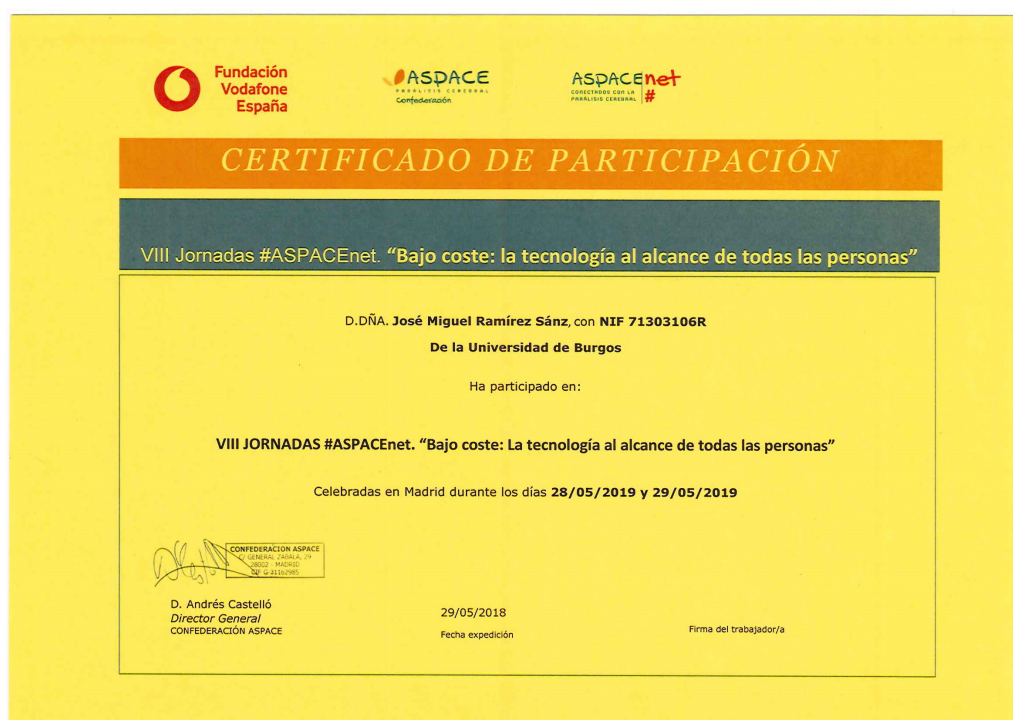 Fundación
Vodafone
España
ASPACE
PARÁLISIS CEREBRAL
Confederación
ASPACEnet
CONECTADOS CON LA
PARÁLISIS CEREBRAL #
CERTIFICADO DE PARTICIPACIÓN
VIII Jornadas #ASPACEnet. “Bajo coste: la tecnología al alcance de todas las personas”
D.DÑA. José Miguel Ramírez Sánz, con NIF 71303106R
De la Universidad de Burgos
Ha participado en:
VIII JORNADAS #ASPACEnet. “Bajo coste: La tecnología al alcance de todas las personas”
Celebradas en Madrid durante los días 28/05/2019 y 29/05/2019
CONFEDERACION ASPACE
C/ GENERAL ZABALA, 29
28002 - MADRID
CIF G-31162985
D. Andrés Castelló
Director General
CONFEDERACIÓN ASPACE
29/05/2018
Fecha expedición
Firma del trabajador/a